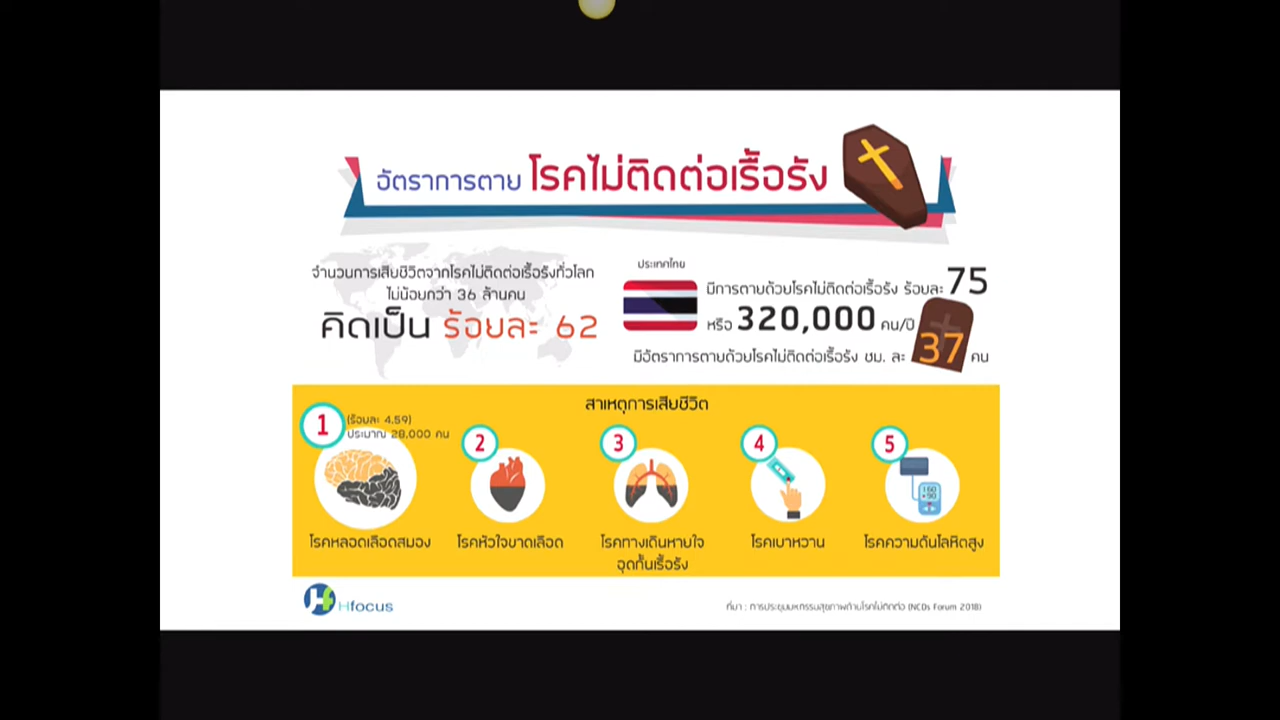 อัตราการตาย โรคไม่ติดต่อเรื้อรัง
จำนวนการเสียชีวิตจากโรคไม่ติดต่อเรื้อรังทั่วโลก
ไม่น้อยกว่า 36 ล้านคน
คิดเป็น ร้อยละ 62
ประเทศไทย
มีการตายด้วยโรคไม่ติดต่อเรื้อรัง ร้อยละ 75
หรือ 320,000 คน/ปี
มีอัตราการตายด้วยโรคไม่ติดต่อเรื้อรัง ชม. ละ 37 คน
สาเหตุการเสียชีวิต
1
(ร้อยละ 4.59)
ประมาณ 28,000 คน
โรคหลอดเลือดสมอง
2
โรคหัวใจขาดเลือด
3
โรคทางเดินหายใจ
อุดกั้นเรื้อรัง
4
โรคเบาหวาน
5
โรคความดันโลหิตสูง
Hfocus
ที่มา : การประชุมมหกรรมสุขภาพด้านโรคไม่ติดต่อ (NCDs Forum 2018)